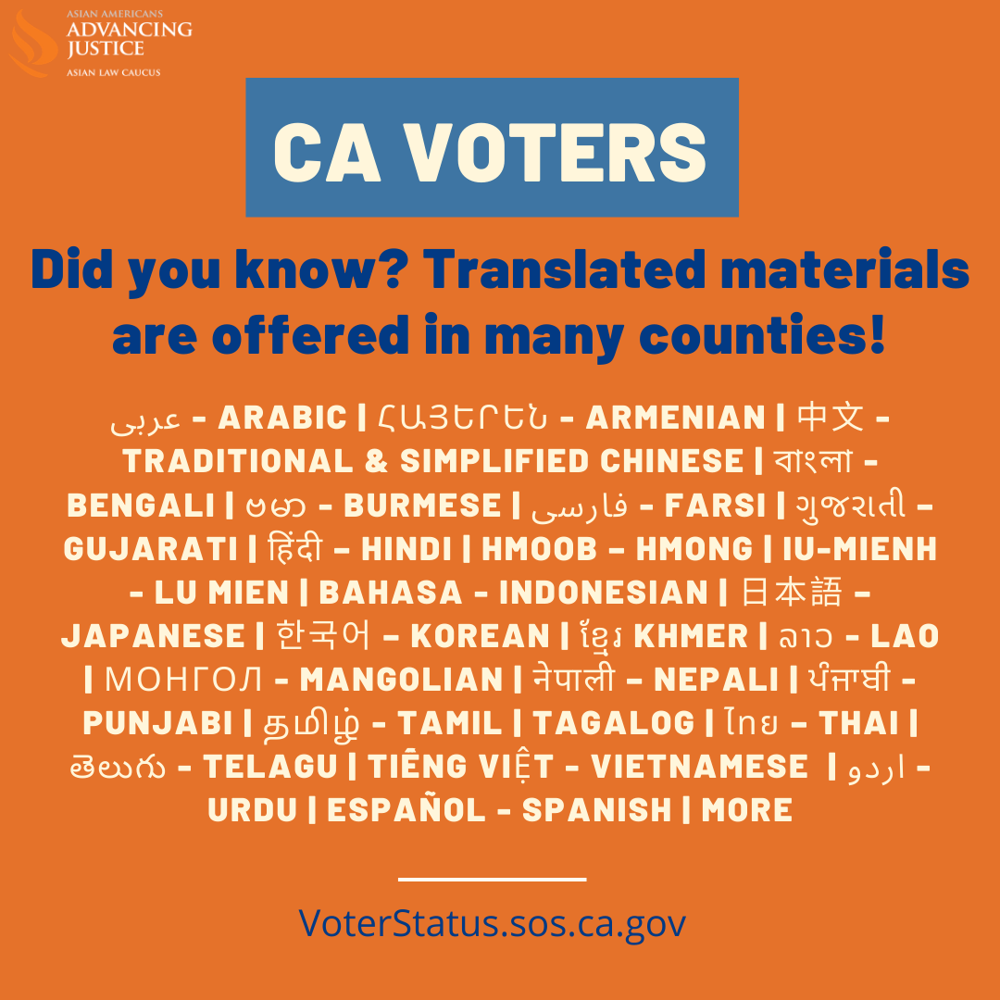 ASIAN AMERICANS
ADVANCING
JUSTICE
ASIAN LAW CAUCUS
CA VOTERS
Did you know? Translated materials
are offered in many counties!
عربى - ARABIC | ՀԱՅԵՐԵՆ - ARMENIAN | 中文 -
TRADITIONAL & SIMPLIFIED CHINESE | বাংলা -
BENGALI | ဗမာ - BURMESE | فارسی - FARSI | ગુજરાતી –
GUJARATI | हिंदी – HINDI | HMOOB – HMONG | IU-MIENH
- LU MIEN | BAHASA - INDONESIAN | 日本語 –
JAPANESE | 한국어 – KOREAN | ខ្មែរ KHMER | ລາວ - LAO
| МОНГОЛ - MANGOLIAN | नेपाली – NEPALI | ਪੰਜਾਬੀ -
PUNJABI | தமிழ் - TAMIL | TAGALOG | ไทย – THAI |
తెలుగు - TELAGU | TIẾNG VIỆT - VIETNAMESE | اردو -
URDU | ESPAÑOL - SPANISH | MORE
VoterStatus.sos.ca.gov